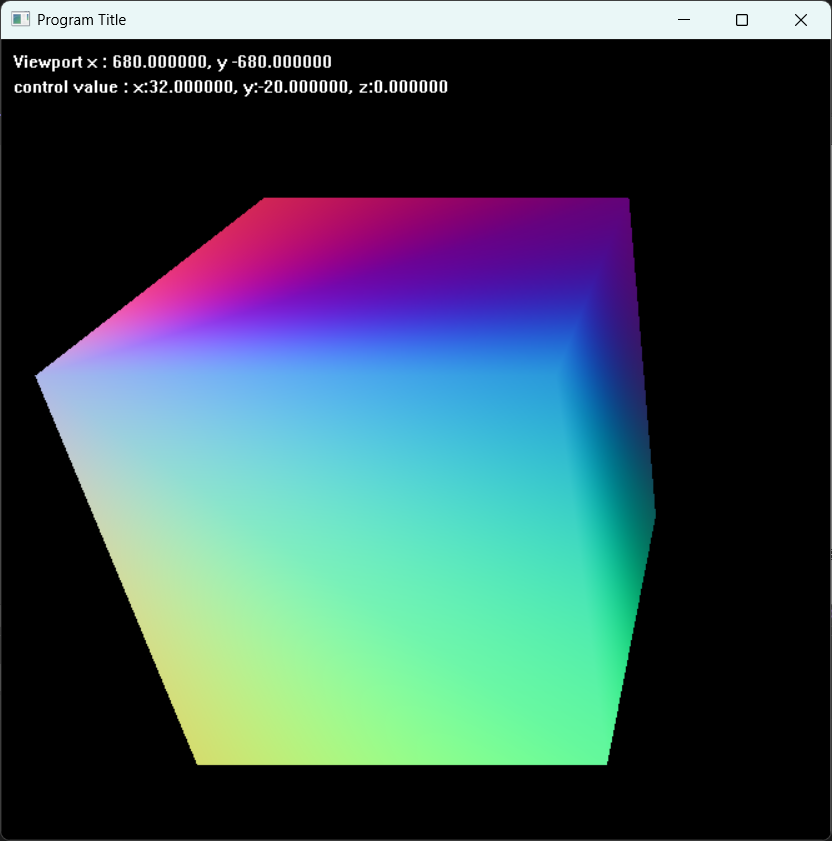 Program Title
Viewport x : 680.000000, y -680.000000
control value : x:32.000000, y:-20.000000, z:0.000000